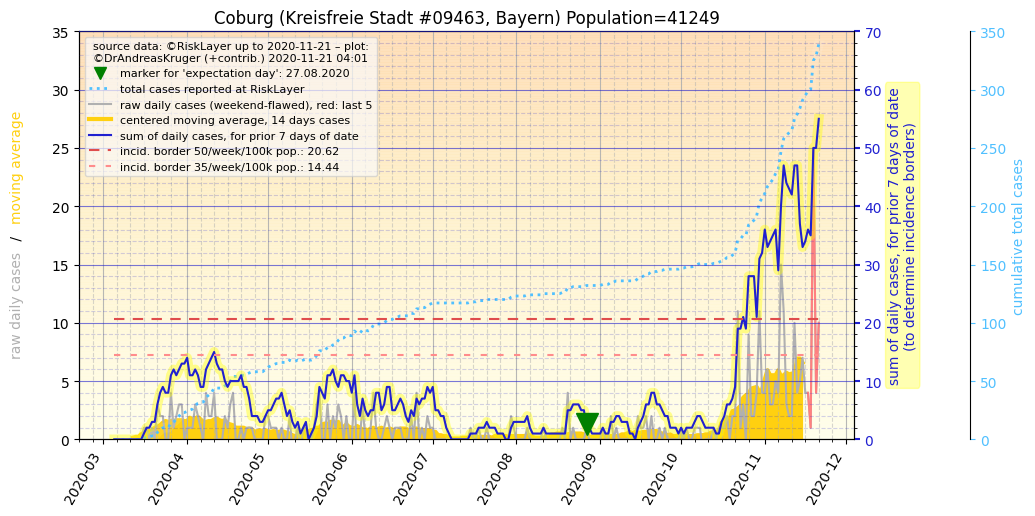 Coburg (Kreisfreie Stadt #09463, Bayern) Population=41249
source data: ©RiskLayer up to 2020-11-21 – plot:
©DrAndreasKruger (+contrib.) 2020-11-21 04:01
marker for 'expectation day': 27.08.2020
total cases reported at RiskLayer
raw daily cases (weekend-flawed), red: last 5
centered moving average, 14 days cases
sum of daily cases, for prior 7 days of date
incid. border 50/week/100k pop.: 20.62
incid. border 35/week/100k pop.: 14.44
raw daily cases / moving average
35
30
25
20
15
10
5
0
2020-03
2020-04
2020-05
2020-06
2020-07
2020-08
2020-09
2020-10
2020-11
2020-12
70
60
50
40
30
20
10
0
sum of daily cases, for prior 7 days of date
(to determine incidence borders)
350
300
250
200
150
100
50
0
cumulative total cases